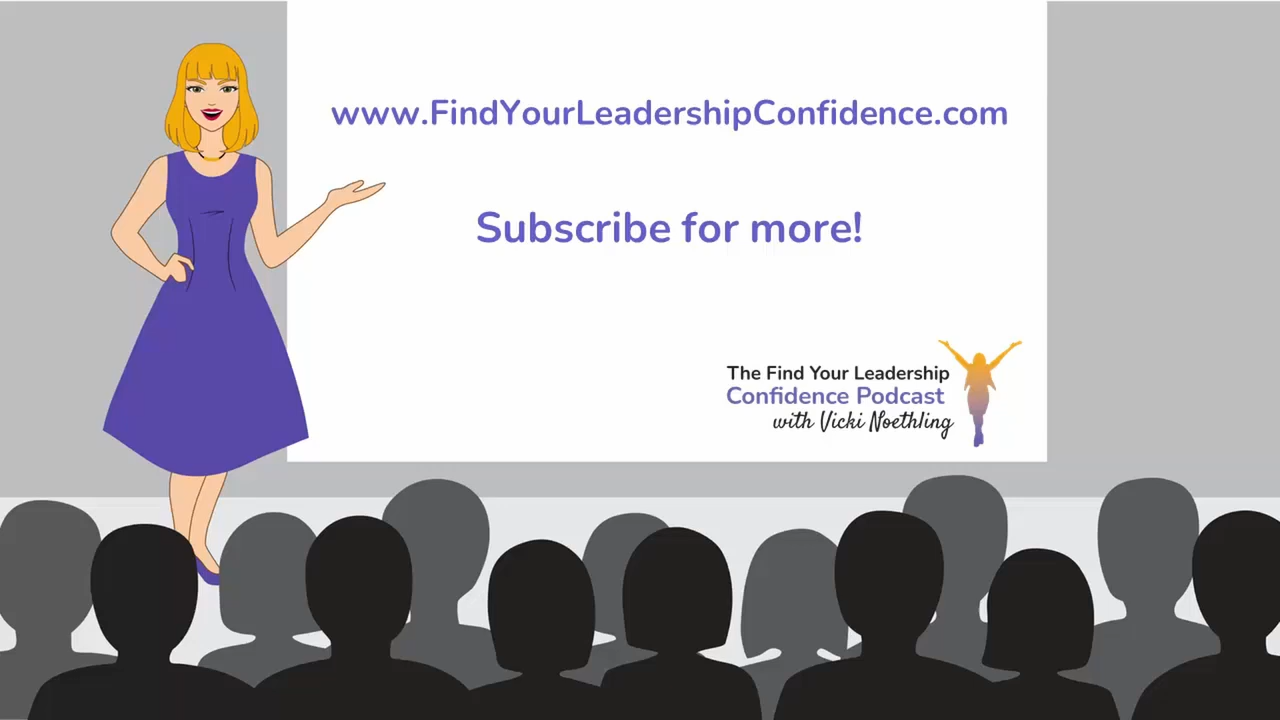 www.FindYourLeadershipConfidence.com
Subscribe for more!
The Find Your Leadership
Confidence Podcast
with Vicki Noethling